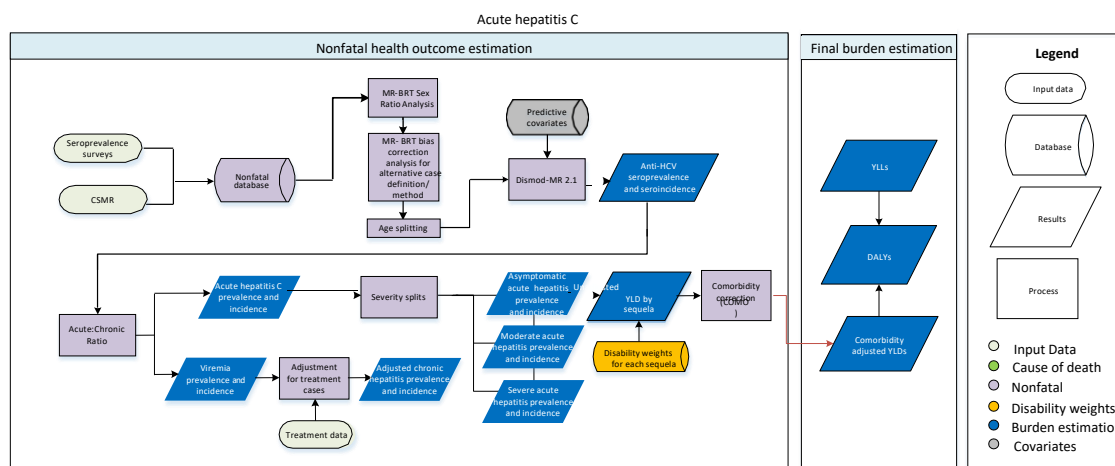 Acute hepatitis C
Nonfatal health outcome estimation
Final burden estimation
Legend
Seroprevalence
surveys
CSMR
Nonfatal
database
MR-BRT Sex
Ratio Analysis
MR- BRT bias
correction
analysis for
alternative case
definition/
method
Age splitting
Predictive
covariates
Dismod-MR 2.1
Anti-HCV
seroprevalence
and seroincidence
Acute:Chronic
Ratio
Acute hepatitis C
prevalence and
incidence
Severity splits
Asymptomatic
acute hepatitis
prevalence
and incidence
Moderate acute
hepatitis prevalence
and incidence
Severe acute
hepatitis prevalence
and incidence
YLD by
sequela
Disability weights
for each sequela
Comorbidity
correction
(COMO
)
Viremia
prevalence and
incidence
Adjustment
for treatment
cases
Adjusted chronic
hepatitis prevalence
and incidence
Treatment data
YLLs
DALYs
Comorbidity
adjusted YLDs
Input data
Database
Results
Process
Input Data
Cause of death
Nonfatal
Disability weights
Burden estimation
Covariates